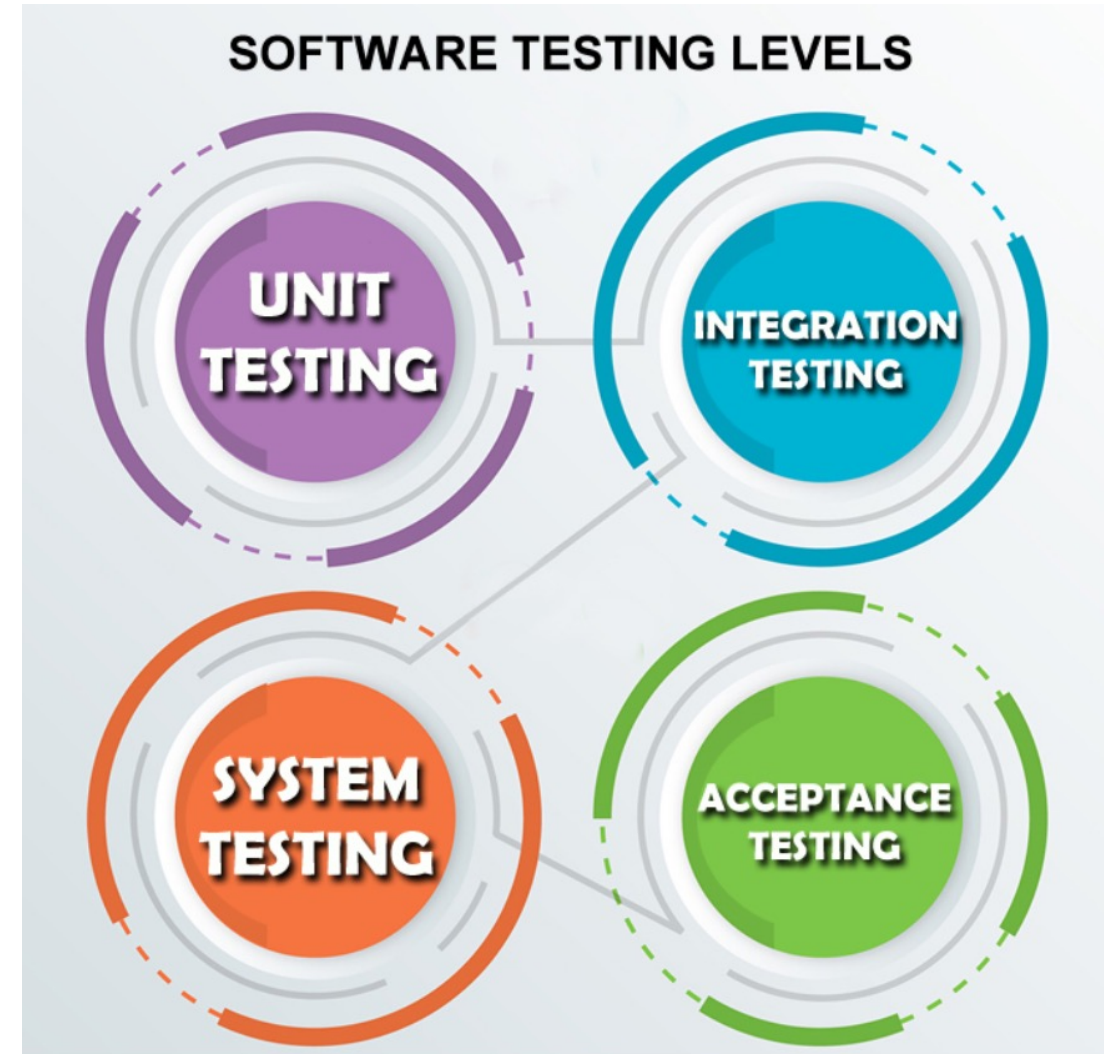 SOFTWARE TESTING LEVELS
UNIT
TESTING
INTEGRATION
TESTING
SYSTEM
TESTING
ACCEPTANCE
TESTING